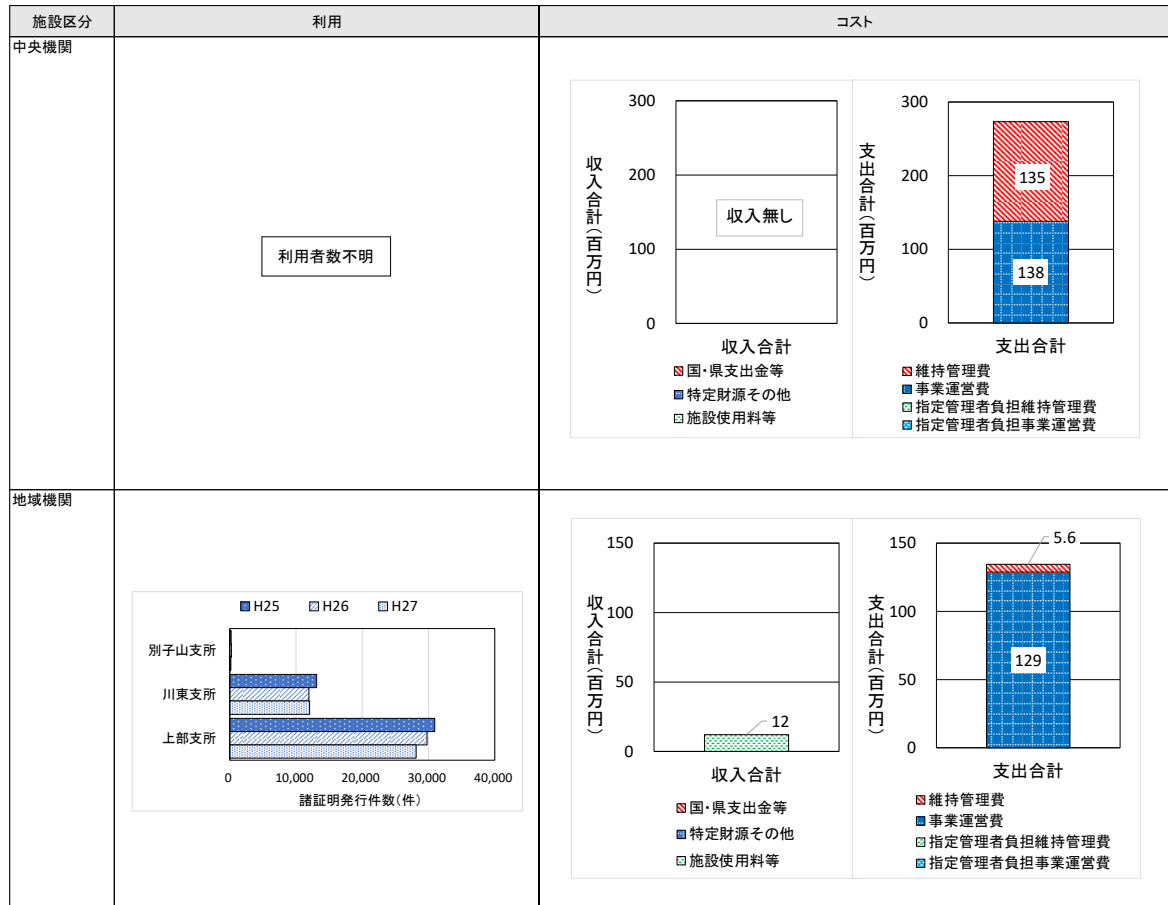 施設区分
利用
コスト
中央機関
利用者数不明
収入合計(百万円)
300
200
100
0
収入無し
収入合計
国・県支出金等
特定財源その他
施設使用料等
支出合計(百万円)
300
200
100
0
135
138
支出合計
維持管理費
事業運営費
指定管理者負担維持管理費
指定管理者負担事業運営費
地域機関
H25 H26 H27
別子山支所
川東支所
上部支所
0 10,000 20,000 30,000 40,000
諸証明発行件数(件)
収入合計(百万円)
150
100
50
0
12
収入合計
国・県支出金等
特定財源その他
施設使用料等
支出合計(百万円)
150
100
50
0
5.6
129
支出合計
維持管理費
事業運営費
指定管理者負担維持管理費
指定管理者負担事業運営費